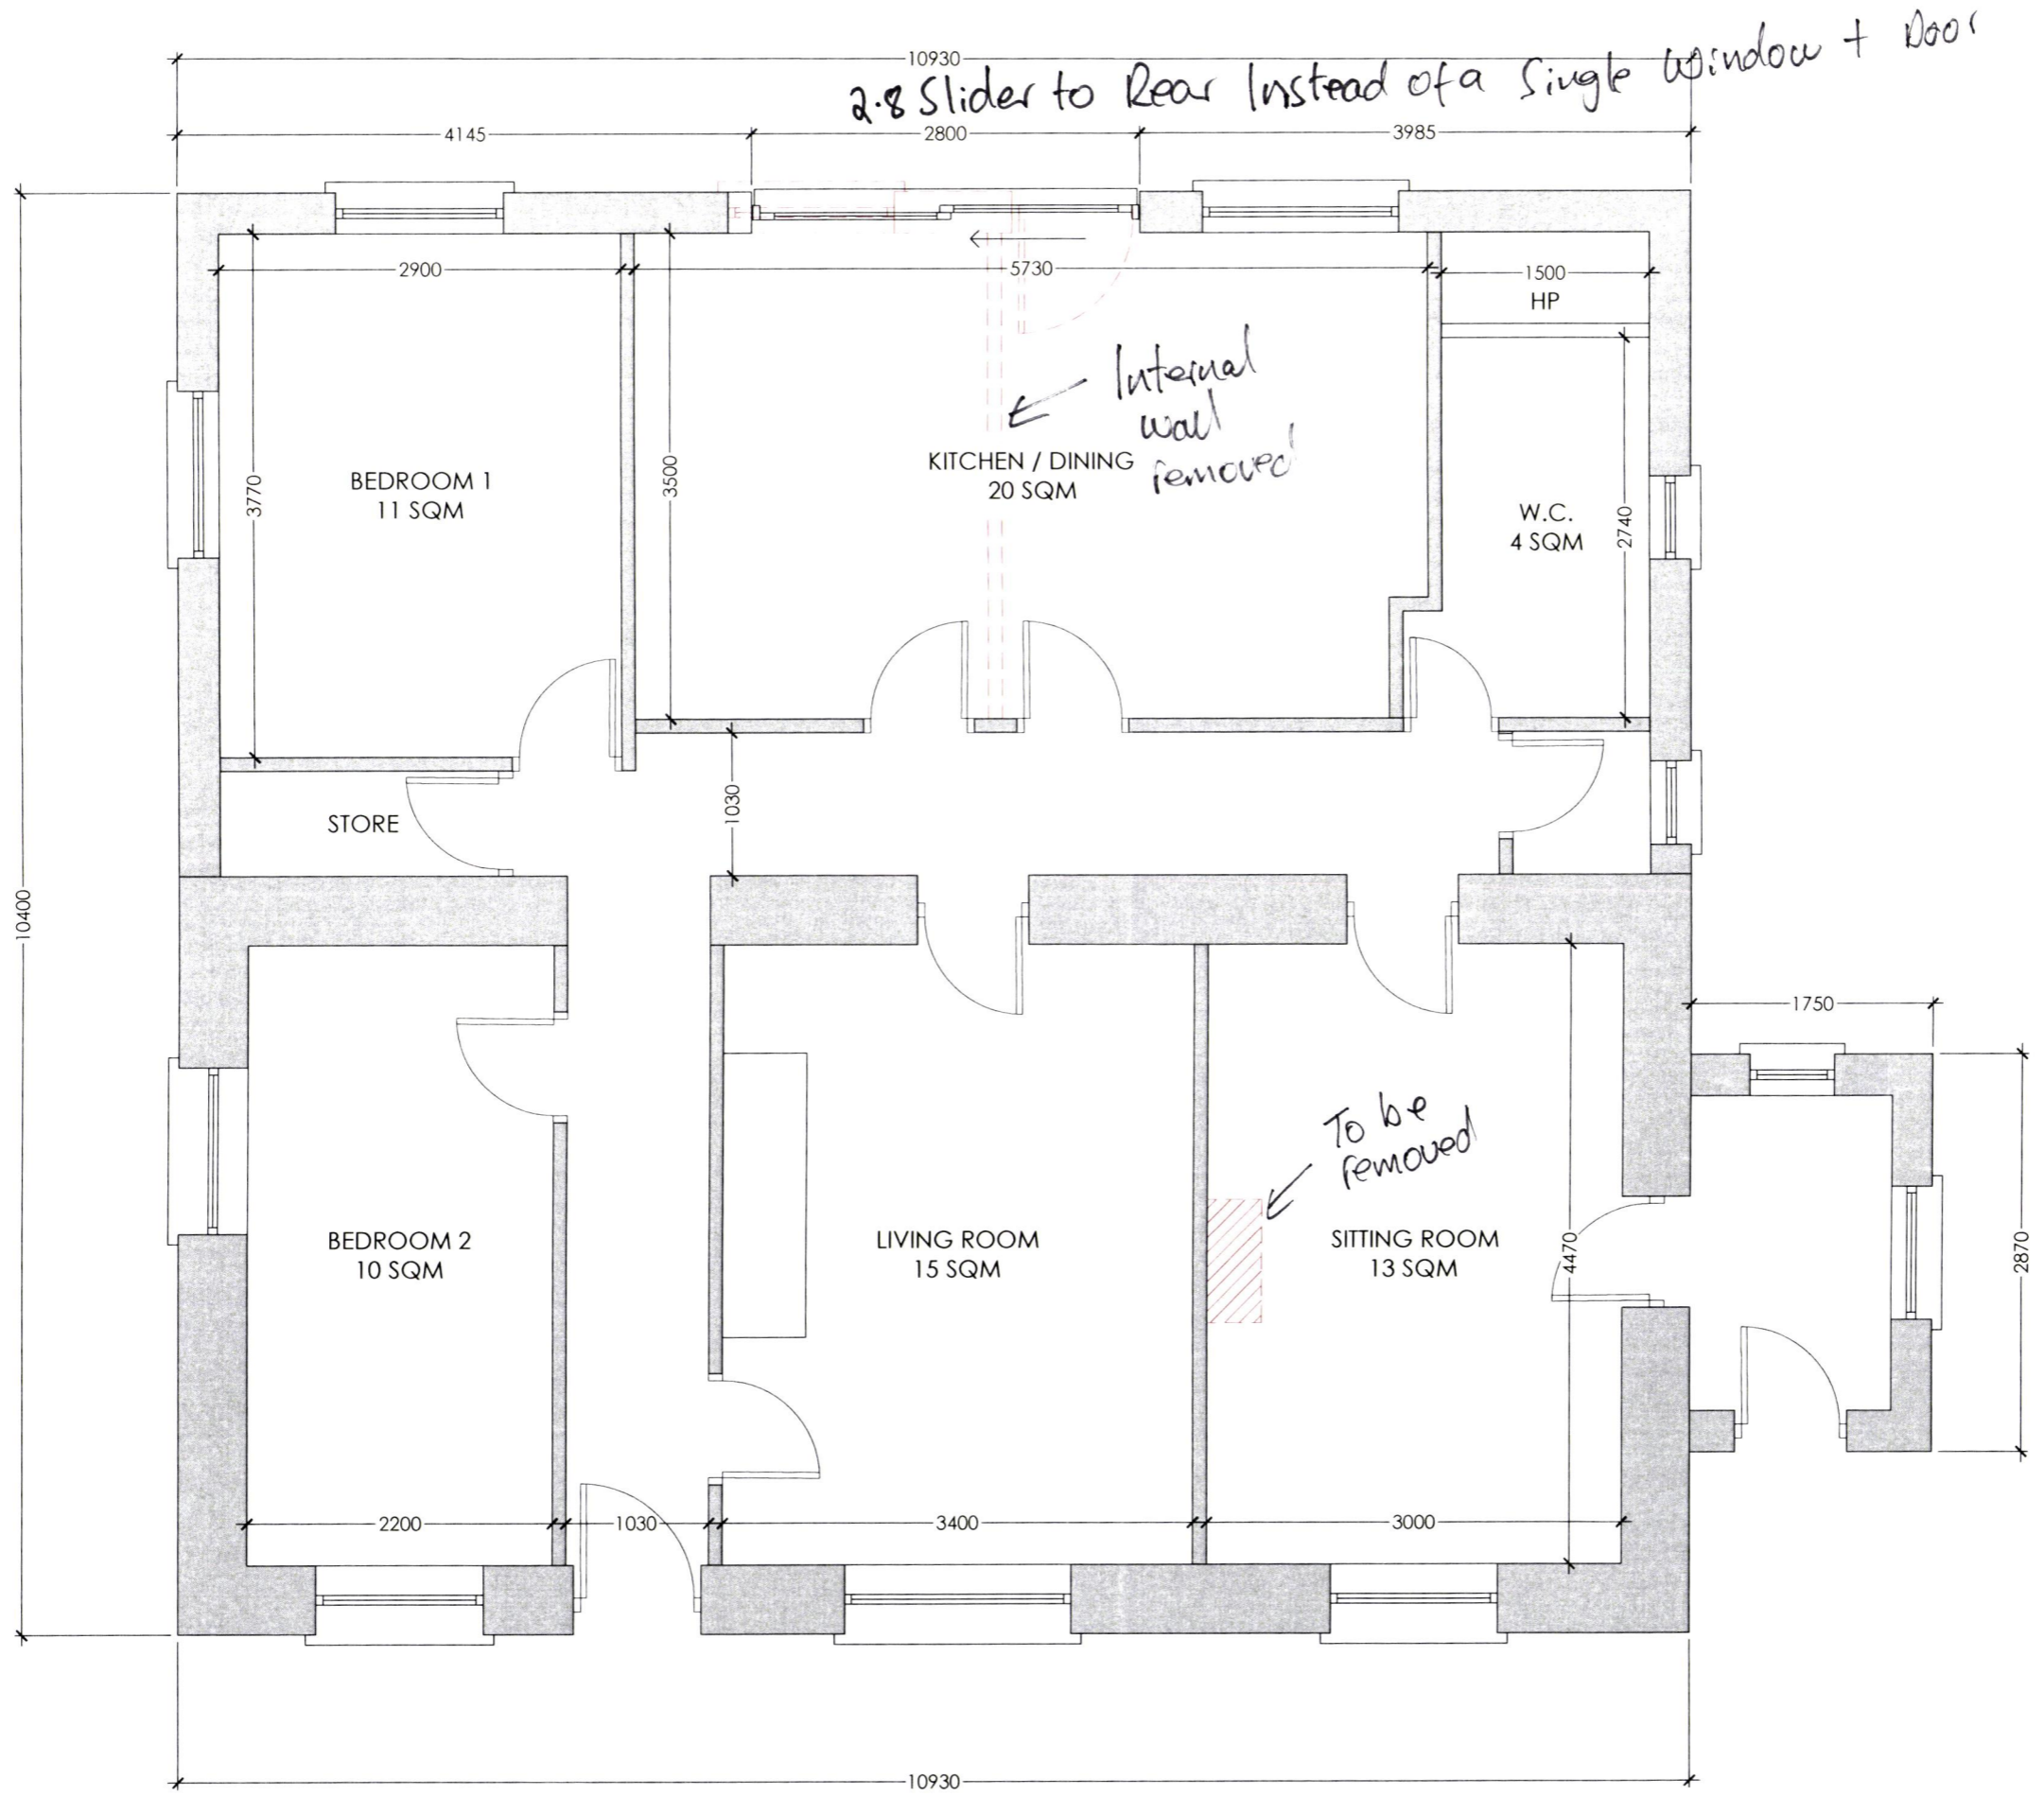 10930
2.8 Slider to Rear Instead of a Single Window + Door
4145
2800
3985
2900
5730
1500
HP
Internal
wall
removed
KITCHEN / DINING
20 SQM
3770
BEDROOM 1
11 SQM
3500
W.C.
4 SQM
2740
1030
STORE
10400
1750
To be
removed
BEDROOM 2
10 SQM
LIVING ROOM
15 SQM
SITTING ROOM
13 SQM
4470
2870
2200
1030
3400
3000
10930